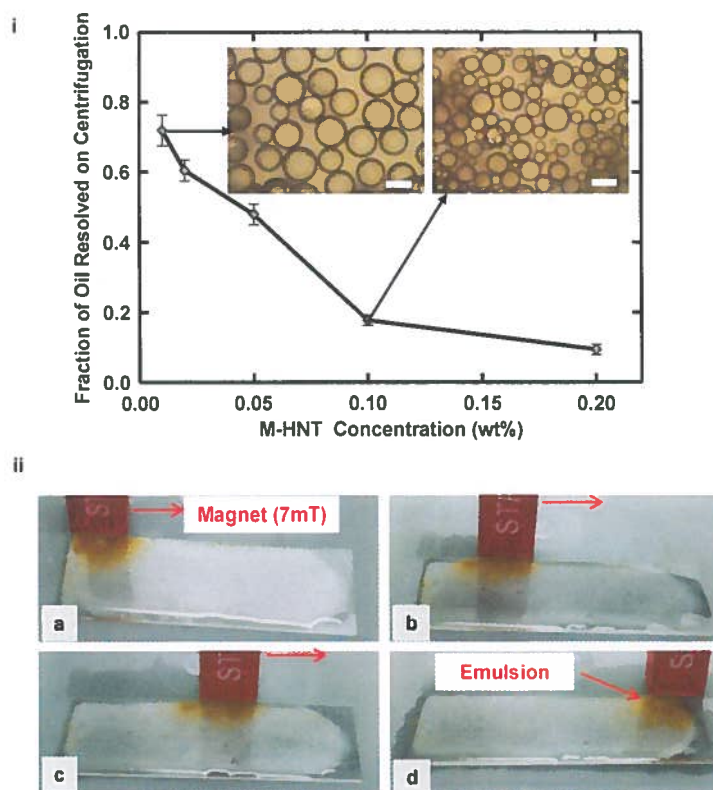 i
Fraction of Oil Resolved on Centrifugation
1.0
0.8
0.6
0.4
0.2
0.0
0.00
0.05
0.10
0.15
0.20
M-HNT Concentration (wt%)
ii
Magnet (7mT)
a
b
c
Emulsion
d